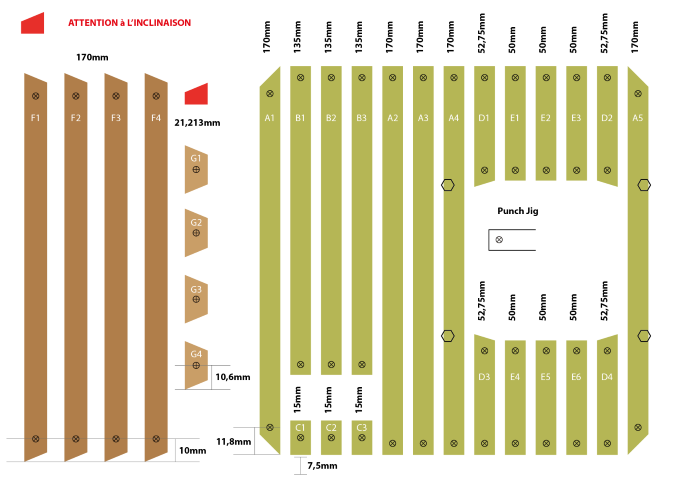 ATTENTION à L'INCLINAISON
170mm
F1 F2 F3 F4
21,213mm
G1
G2
G3
G4
10,6mm
10mm
170mm 135mm 135mm 135mm 170mm 170mm 170mm 52,75mm 50mm 50mm 50mm 52,75mm 170mm
A1 B1 B2 B3 A2 A3 A4 D1 E1 E2 E3 D2 A5
Punch Jig
52,75mm 50mm 50mm 50mm 52,75mm
D3 E4 E5 E6 D4
15mm 15mm 15mm
C1 C2 C3
11,8mm
7,5mm